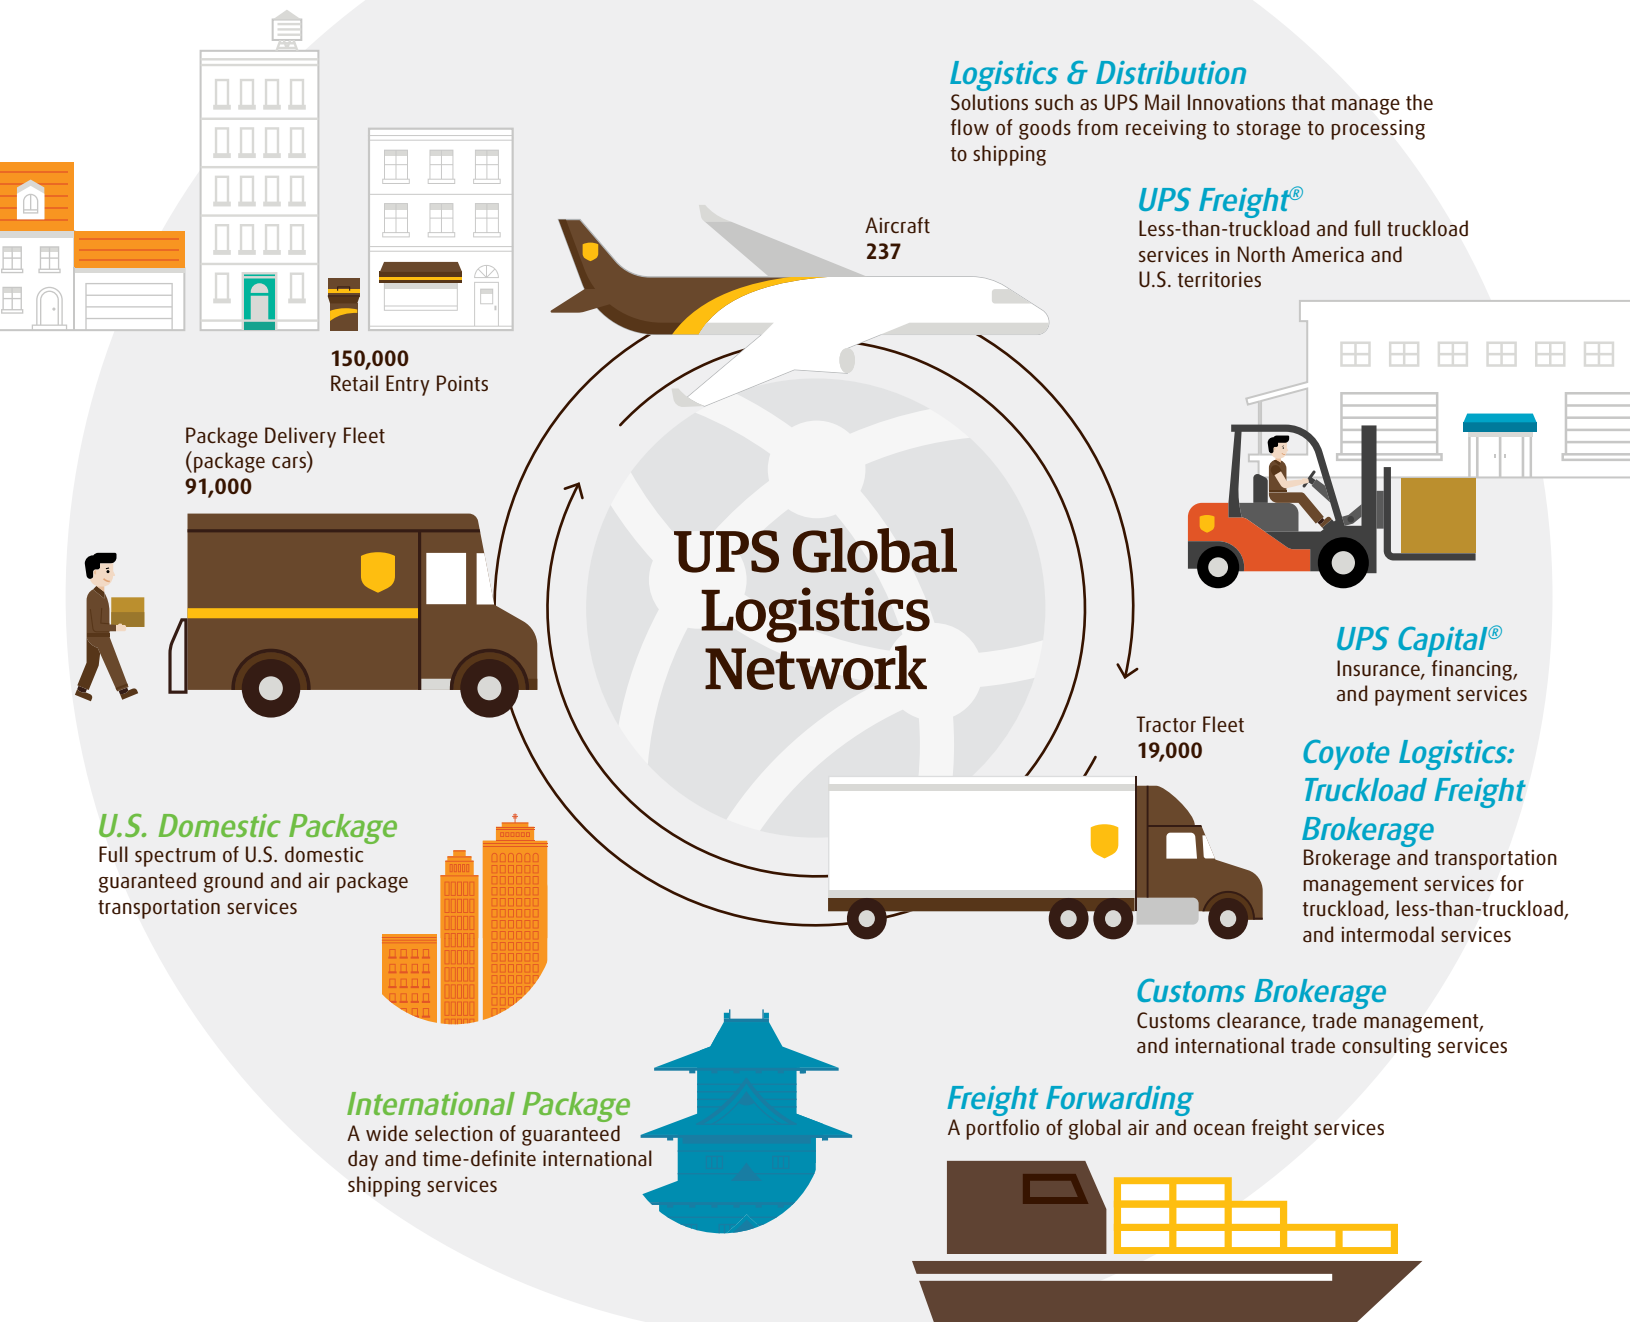 Logistics & Distribution
Solutions such as UPS Mail Innovations that manage the
flow of goods from receiving to storage to processing
to shipping
UPS Freight®
Less-than-truckload and full truckload
services in North America and
U.S. territories
Aircraft
237
150,000
Retail Entry Points
Package Delivery Fleet
(package cars)
91,000
UPS Global
Logistics
Network
UPS Capital®
Insurance, financing,
and payment services
Tractor Fleet
19,000
Coyote Logistics:
Truckload Freight
Brokerage
Brokerage and transportation
management services for
truckload, less-than-truckload,
and intermodal services
U.S. Domestic Package
Full spectrum of U.S. domestic
guaranteed ground and air package
transportation services
Customs Brokerage
Customs clearance, trade management,
and international trade consulting services
International Package
A wide selection of guaranteed
day and time-definite international
shipping services
Freight Forwarding
A portfolio of global air and ocean freight services